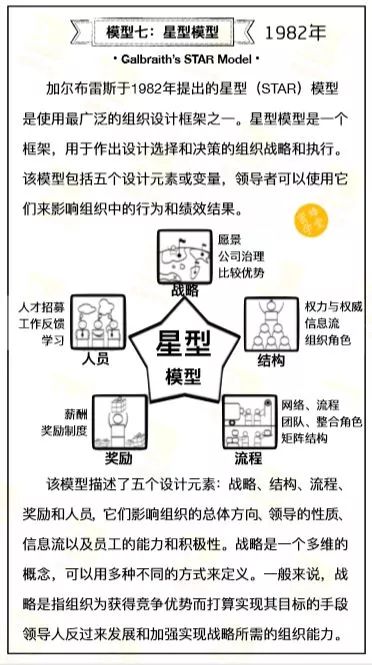 模型七：星型模型 1982年
· Galbraith's STAR Model ·
加尔布雷斯于1982年提出的星型（STAR）模型
是使用最广泛的组织设计框架之一。星型模型是一个
框架，用于作出设计选择和决策的组织战略和执行。
该模型包括五个设计元素或变量，领导者可以使用它
们来影响组织中的行为和绩效结果。
愿景
公司治理
比较优势
战略
人才招募
工作反馈
学习
人员
权力与权威
信息流
组织角色
结构
星型
模型
薪酬
奖励制度
奖励
网络、流程
团队、整合角色
矩阵结构
流程
该模型描述了五个设计元素：战略、结构、流程、
奖励和人员，它们影响组织的总体方向、领导的性质、
信息流以及员工的能力和积极性。战略是一个多维的
概念，可以用多种不同的方式来定义。一般来说，战
略是指组织为获得竞争优势而打算实现其目标的手段
领导人反过来发展和加强实现战略所需的组织能力。